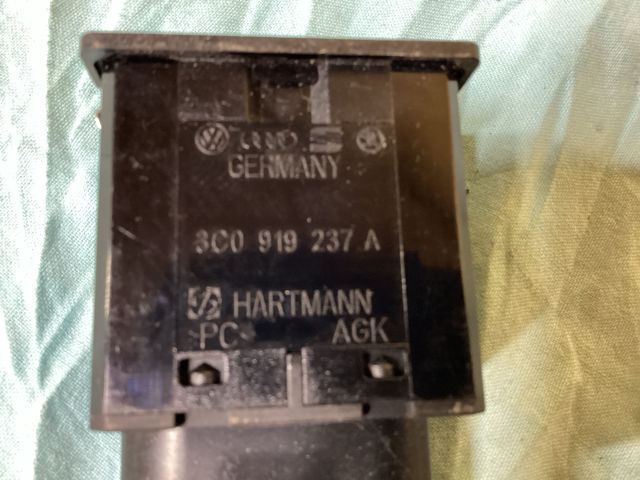 GERMANY
3C0 919 237 A
HARTMANN
PC AGK